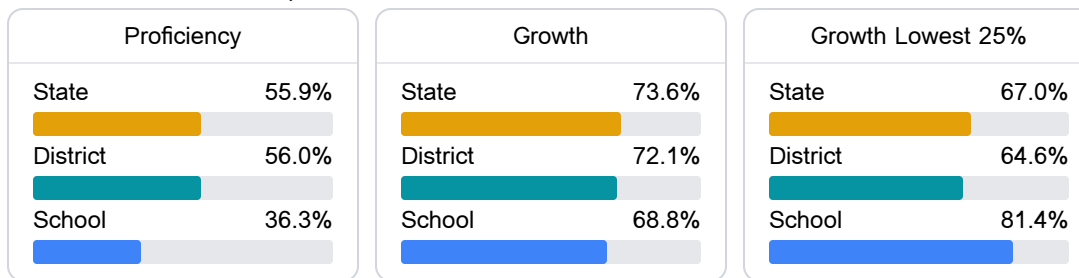 Proficiency
State 55.9%
District 56.0%
School 36.3%
Growth
State 73.6%
District 72.1%
School 68.8%
Growth Lowest 25%
State 67.0%
District 64.6%
School 81.4%